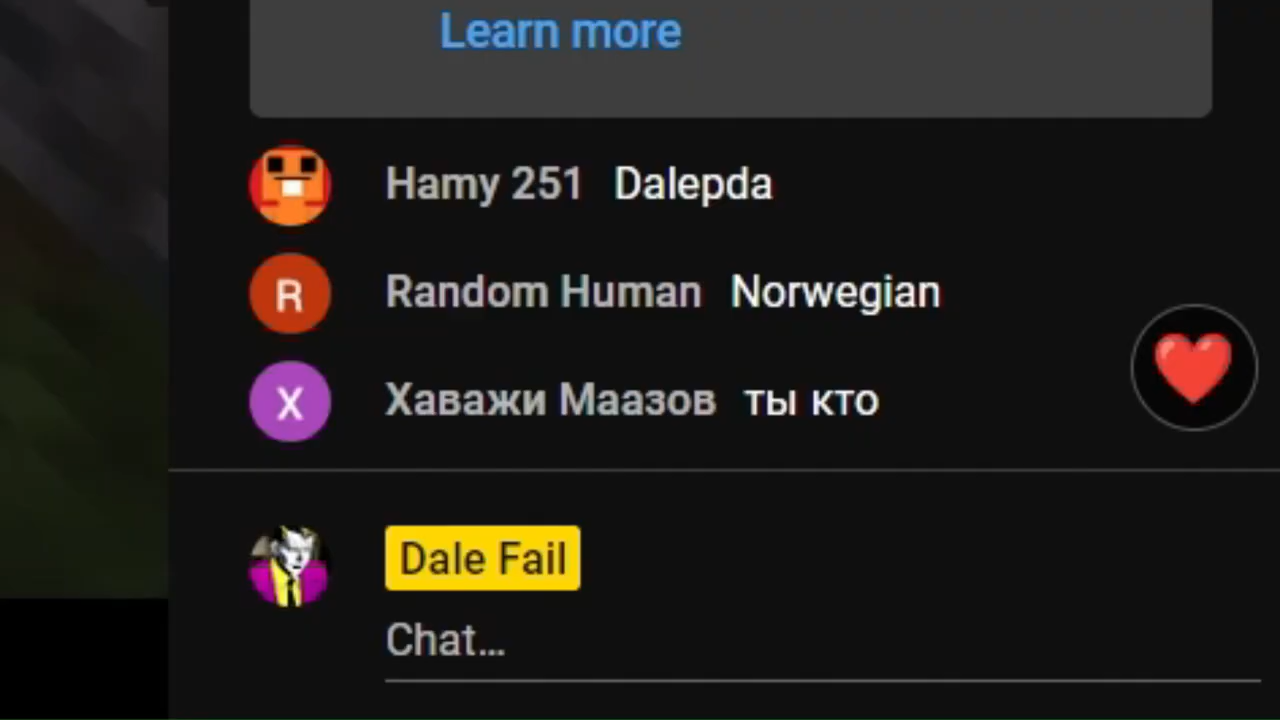 Learn more
Hamy 251 Dalepda
R Random Human Norwegian
X Хаважи Маазов ты кто
Dale Fail
Chat...